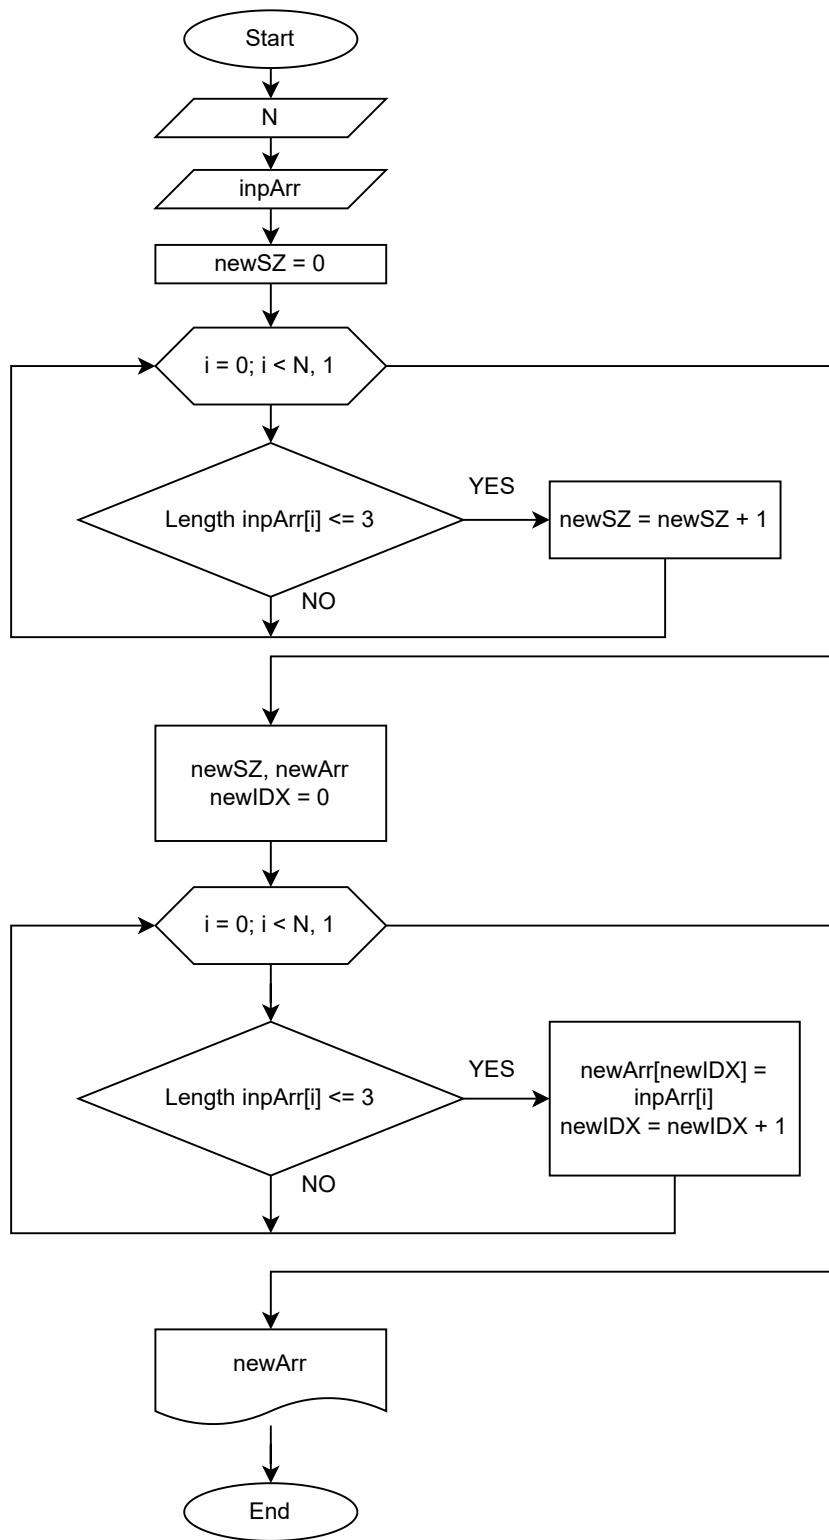 Start
N
inpArr
newSZ = 0
i = 0; i < N, 1
Length inpArr[i] <= 3
YES
newSZ = newSZ + 1
NO
newSZ, newArr
newIDX = 0
i = 0; i < N, 1
Length inpArr[i] <= 3
YES
newArr[newIDX] =
inpArr[i]
newIDX = newIDX + 1
NO
newArr
End